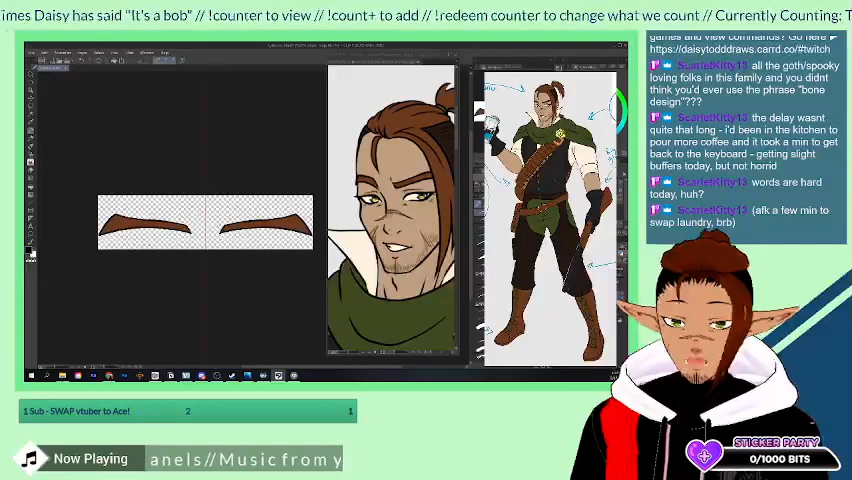 imes Daisy has said "It's a bob" // !counter to view // !count+ to add // !redeem counter to change what we count // Currently Counting: T
games and view commands? Go here ▶
https://daisytodddraws.carrd.co/#twitch
ScarletKitty13 all the goth/spooky
loving folks in this family and you didnt
think you'd ever use the phrase "bone
design"???
ScarletKitty13 the delay wasnt
quite that long - i'd been in the kitchen to
pour more coffee and it took a min to get
back to the keyboard - getting slight
buffers today, but not horrid
ScarletKitty13 words are hard
today, huh?
ScarletKitty13 (afk a few min to
swap laundry, brb)
1 Sub - SWAP vtuber to Ace! 2 1
Now Playing anels//Music from y
STICKER PARTY
0/1000 BITS